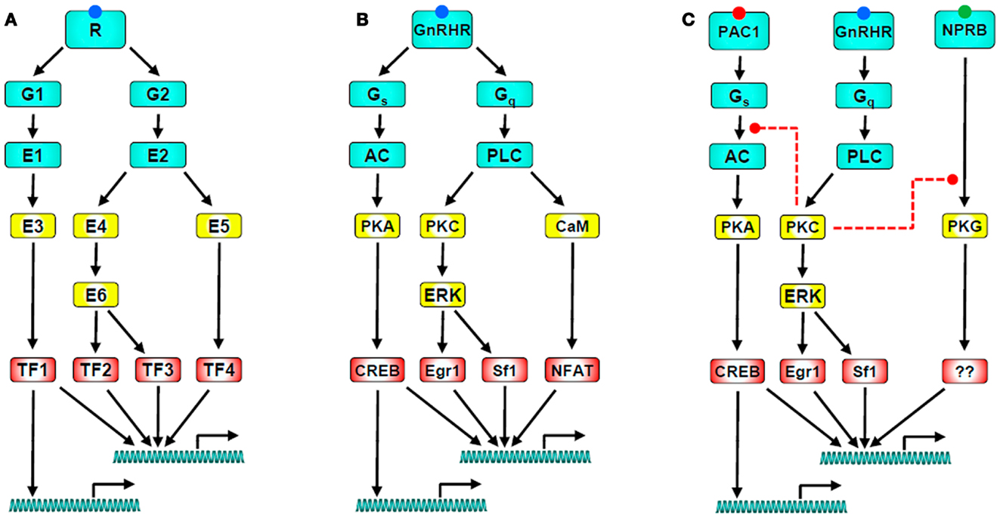 A
R
G1 G2
E1 E2
E3 E4 E5
E6
TF1 TF2 TF3 TF4
B
GnRHR
Gs Gq
AC PLC
PKA PKC CaM
ERK
CREB Egr1 Sf1 NFAT
C
PAC1 GnRHR NPRB
Gs Gq
AC PLC
PKA PKC PKG
ERK
CREB Egr1 Sf1 ??